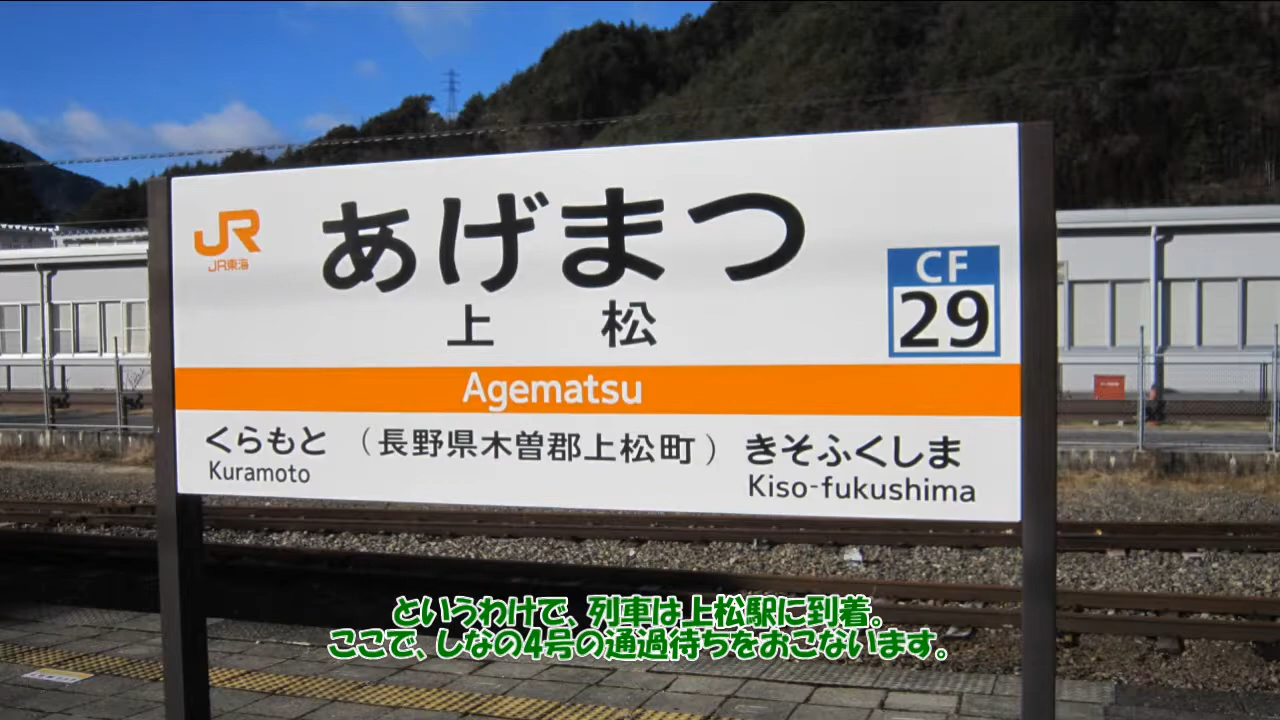 JR
JR東海
あげまつ
上松
CF
29
Agematsu
くらもと
Kuramoto
（長野県木曽郡上松町）
きそふくしま
Kiso-fukushima
というわけで、列車は上松駅に到着。
ここで、しなの4号の通過待ちをおこないます。